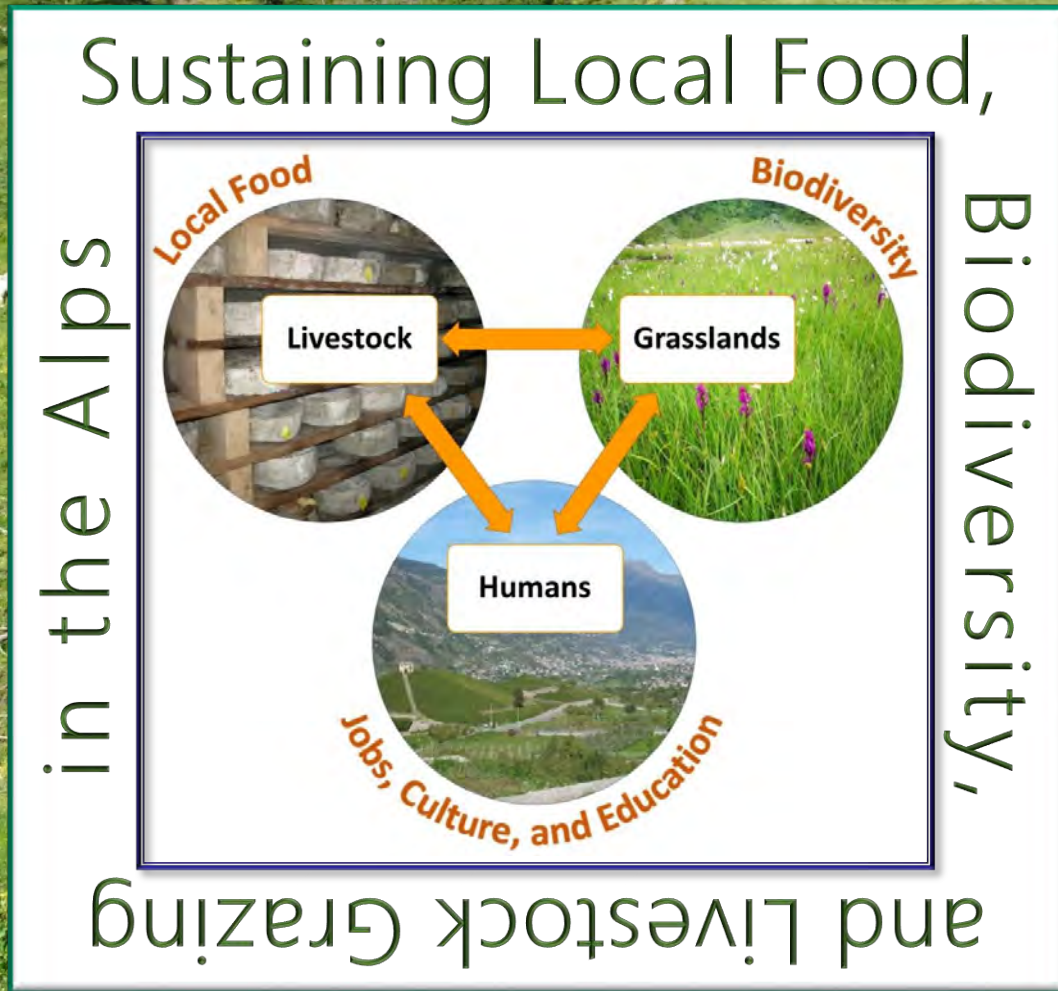 Sustaining Local Food,
Biodiversity,
and Livestock Grazing
in the Alps
Local Food
Biodiversity
Livestock
Grasslands
Humans
Jobs, Culture, and Education